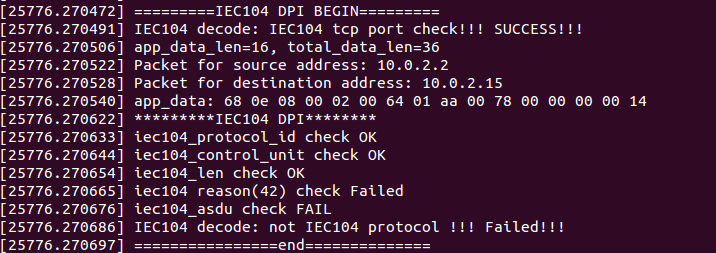 [25776.270472] =========IEC104 DPI BEGIN=========
[25776.270491] IEC104 decode: IEC104 tcp port check!!! SUCCESS!!!
[25776.270506] app_data_len=16, total_data_len=36
[25776.270522] Packet for source address: 10.0.2.2
[25776.270528] Packet for destination address: 10.0.2.15
[25776.270540] app_data: 68 0e 08 00 02 00 64 01 aa 00 78 00 00 00 00 14
[25776.270622] *********IEC104 DPI********
[25776.270633] iec104_protocol_id check OK
[25776.270644] iec104_control_unit check OK
[25776.270654] iec104_len check OK
[25776.270665] iec104 reason(42) check Failed
[25776.270676] iec104_asdu check FAIL
[25776.270686] IEC104 decode: not IEC104 protocol !!! Failed!!!
[25776.270697] ================end==============